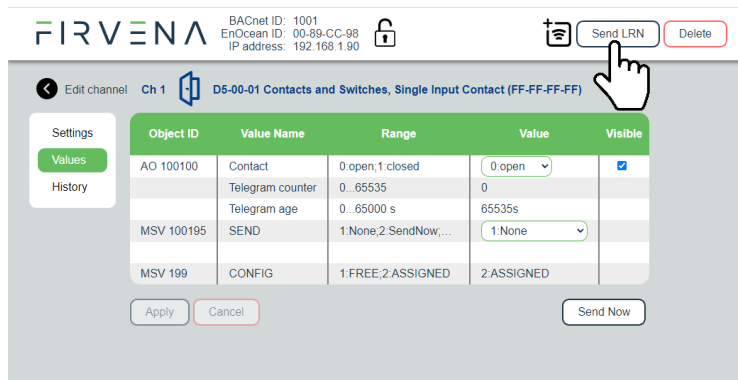 FIRVENA
BACnet ID: 1001
EnOcean ID: 00-89-CC-98
IP address: 192.168.1.90
Send LRN
Delete
Edit channel Ch 1 D5-00-01 Contacts and Switches, Single Input Contact (FF-FF-FF-FF)
Settings
Values
History
Object ID Value Name Range Value Visible
AO 100100 Contact 0:open;1:closed 0:open
Telegram counter 0...65535 0
Telegram age 0...65000 s 65535s
MSV 100195 SEND 1:None;2:SendNow;... 1:None
MSV 199 CONFIG 1:FREE;2:ASSIGNED 2:ASSIGNED
Apply Cancel Send Now